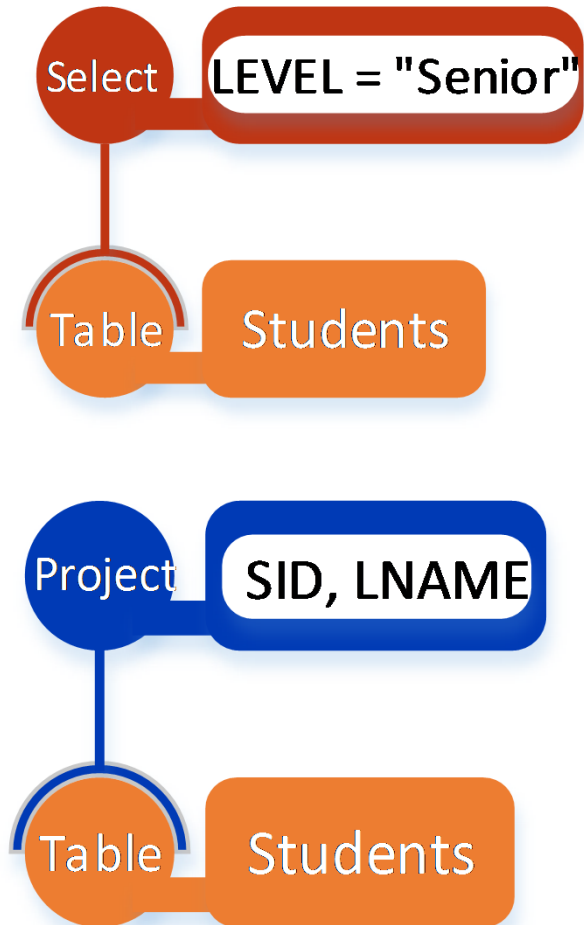 Select LEVEL = "Senior"
Table Students
Project SID, LNAME
Table Students